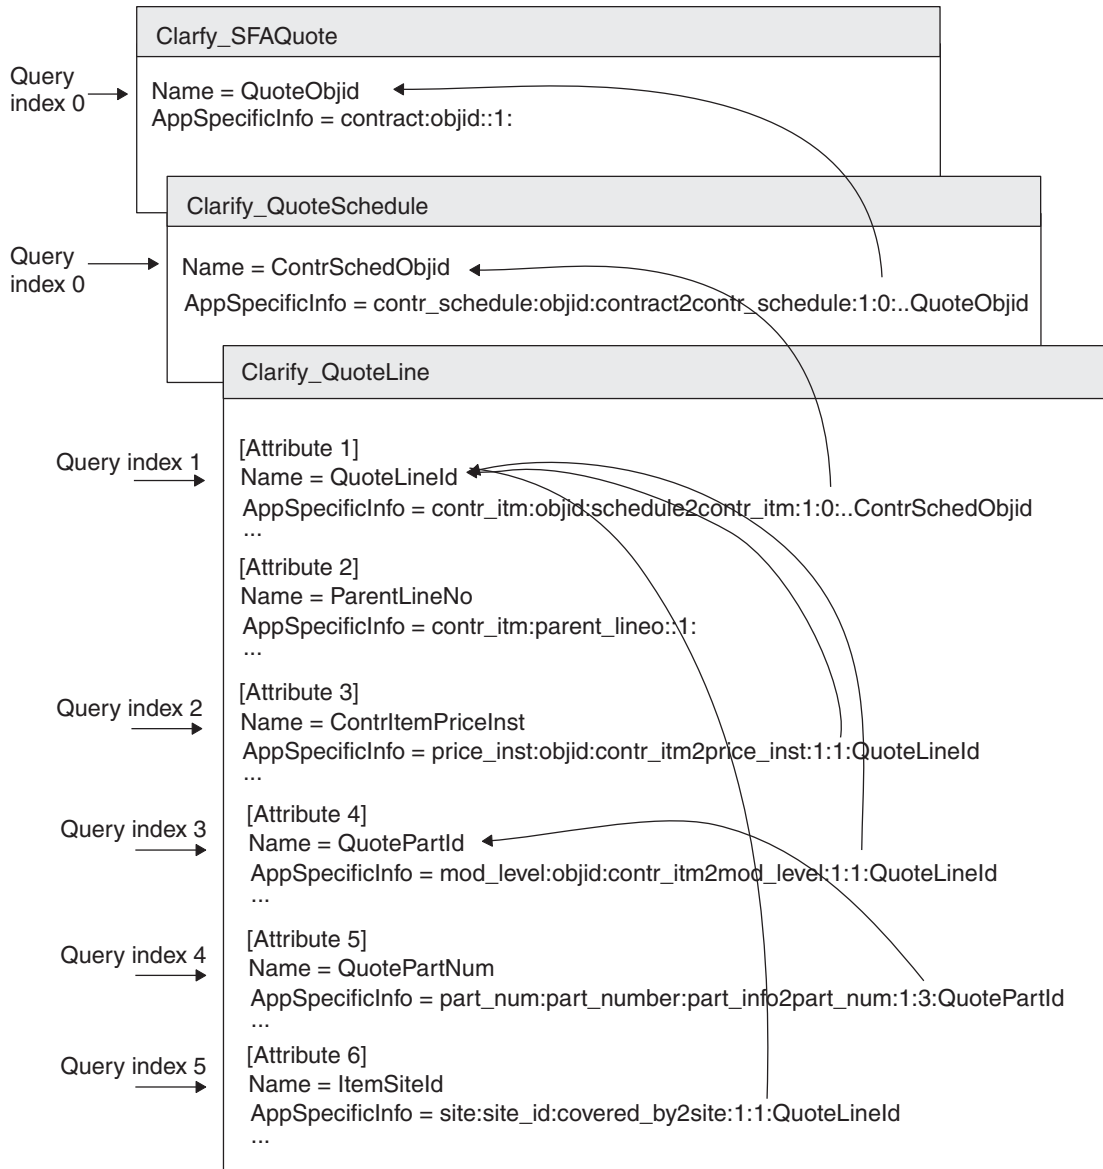 Clarfy_SFAQuote
Query
index 0
Name = QuoteObjid
AppSpecificInfo = contract:objid::1:
Clarify_QuoteSchedule
Query
index 0
Name = ContrSchedObjid
AppSpecificInfo = contr_schedule:objid:contract2contr_schedule:1:0:..QuoteObjid
Clarify_QuoteLine
Query index 1
[Attribute 1]
Name = QuoteLineId
AppSpecificInfo = contr_itm:objid:schedule2contr_itm:1:0:..ContrSchedObjid
...
[Attribute 2]
Name = ParentLineNo
AppSpecificInfo = contr_itm:parent_lineo::1:
...
Query index 2
[Attribute 3]
Name = ContrItemPriceInst
AppSpecificInfo = price_inst:objid:contr_itm2price_inst:1:1:QuoteLineId
...
Query index 3
[Attribute 4]
Name = QuotePartId
AppSpecificInfo = mod_level:objid:contr_itm2mod_level:1:1:QuoteLineId
...
Query index 4
[Attribute 5]
Name = QuotePartNum
AppSpecificInfo = part_num:part_number:part_info2part_num:1:3:QuotePartId
...
Query index 5
[Attribute 6]
Name = ItemSiteId
AppSpecificInfo = site:site_id:covered_by2site:1:1:QuoteLineId
...